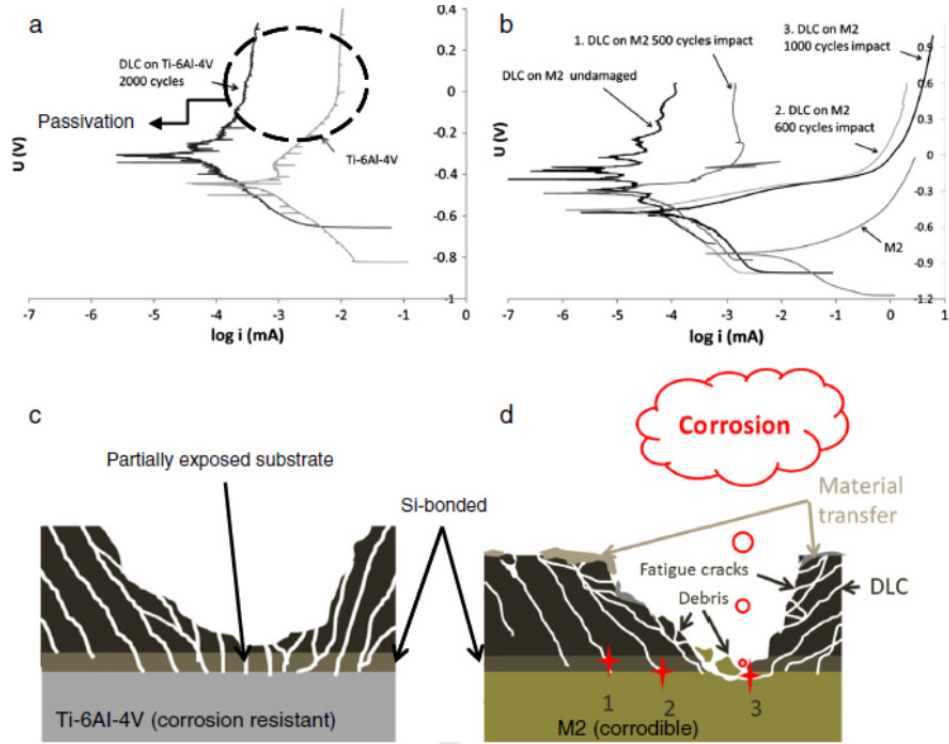 a
DLC on Ti-6Al-4V
2000 cycles
Passivation
Ti-6Al-4V
U (V)
0.4
0.2
0
-0.2
-0.4
-0.6
-0.8
-1
-7 -6 -5 -4 -3 -2 -1 0
log i (mA)
b
3. DLC on M2
1000 cycles impact
1. DLC on M2 500 cycles impact
DLC on M2 undamaged
2. DLC on M2
600 cycles impact
M2
U (V)
0.9
0.6
0.3
0
-0.3
-0.6
-0.9
-1.2
-7 -6 -5 -4 -3 -2 -1 0 1
log i (mA)
c
Partially exposed substrate
Si-bonded
Ti-6Al-4V (corrosion resistant)
d
Corrosion
Material
transfer
Fatigue cracks
Debris
DLC
1 2 3
M2 (corrodible)